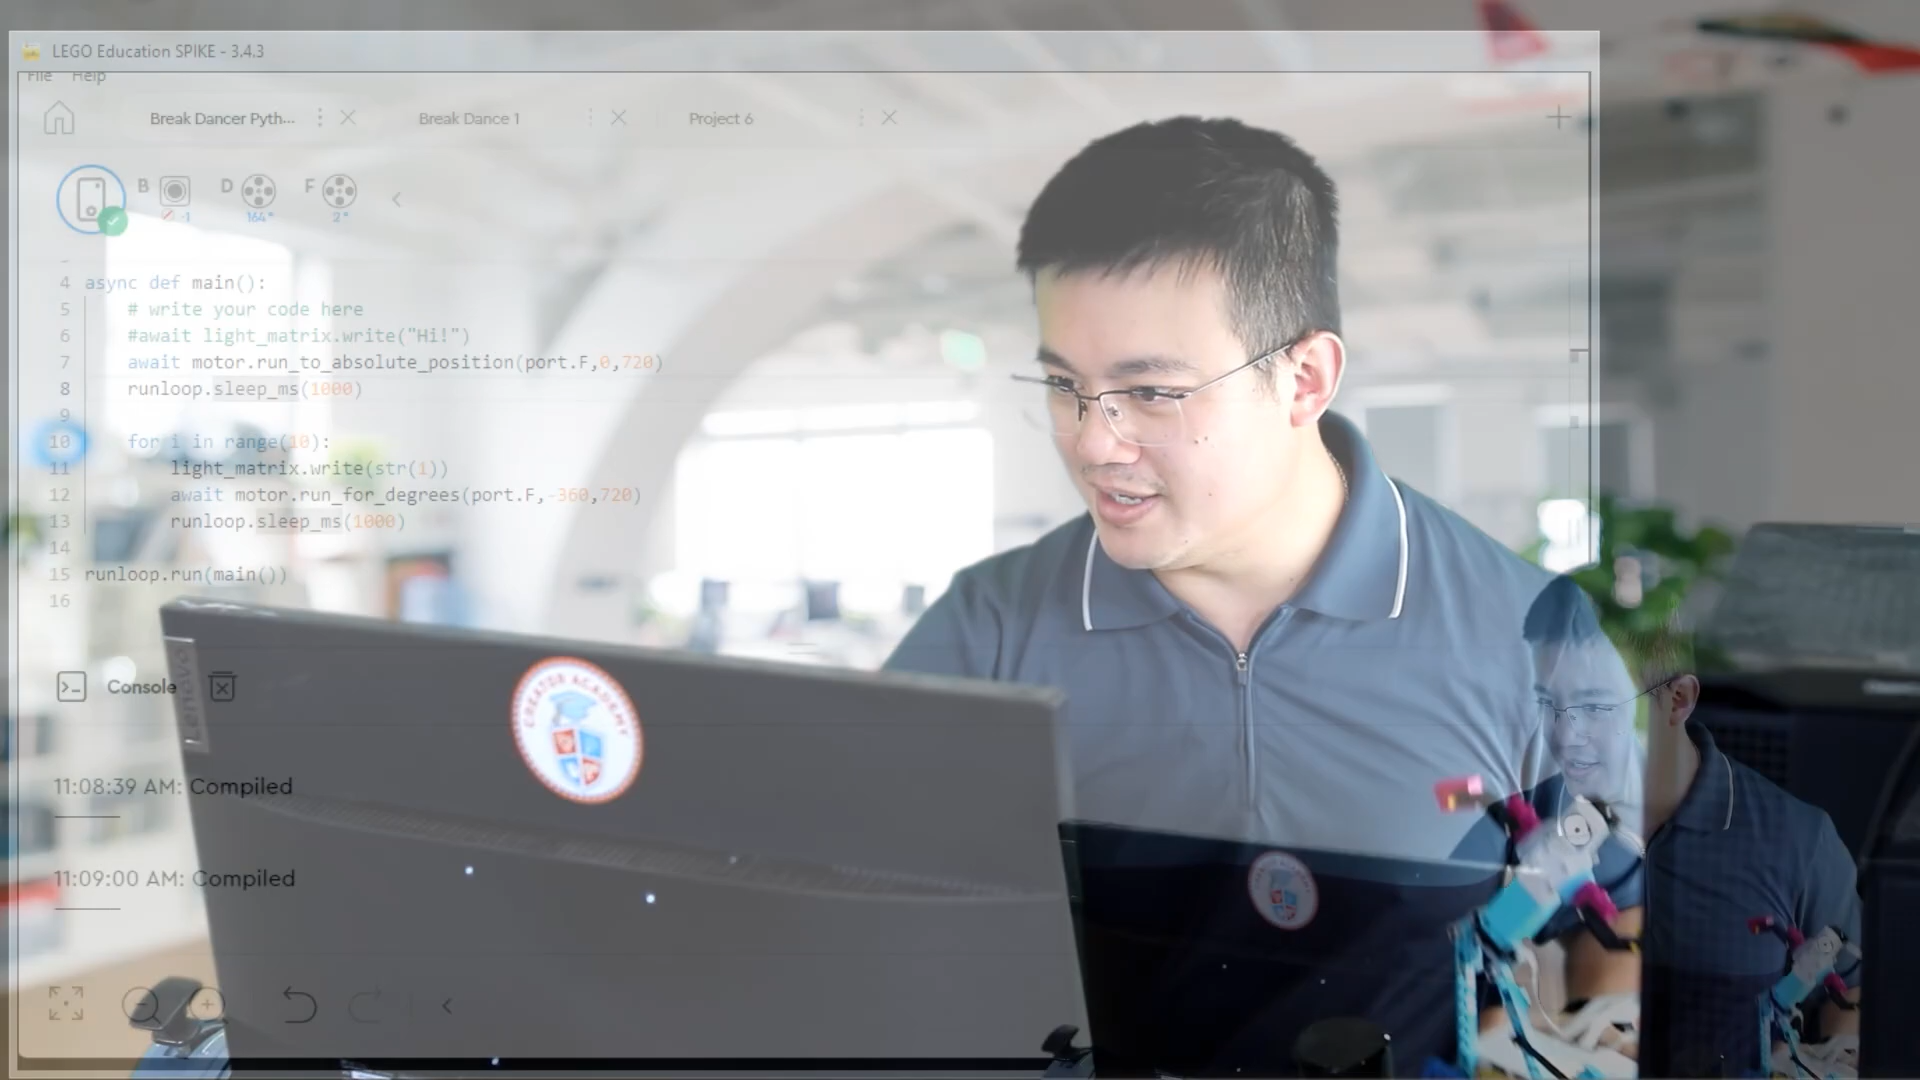 LEGO Education SPIKE - 3.4.3
File Help
Break Dancer Pyth... Break Dance 1 Project 6
B D F
-1 164° 2°
4 async def main():
5 # write your code here
6 #await light_matrix.write("Hi!")
7 await motor.run_to_absolute_position(port.F,0,720)
8 runloop.sleep_ms(1000)
9
10 for i in range(10):
11 light_matrix.write(str(1))
12 await motor.run_for_degrees(port.F,-360,720)
13 runloop.sleep_ms(1000)
14
15 runloop.run(main())
16
Lenovo
CREATOR ACADEMY
Console
11:08:39 AM: Compiled
11:09:00 AM: Compiled